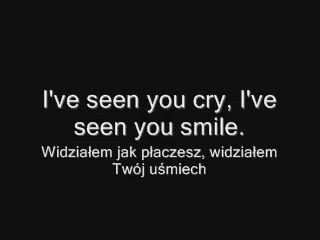 I've seen you cry, I've
seen you smile.
Widziałem jak płaczesz, widziałem
Twój uśmiech